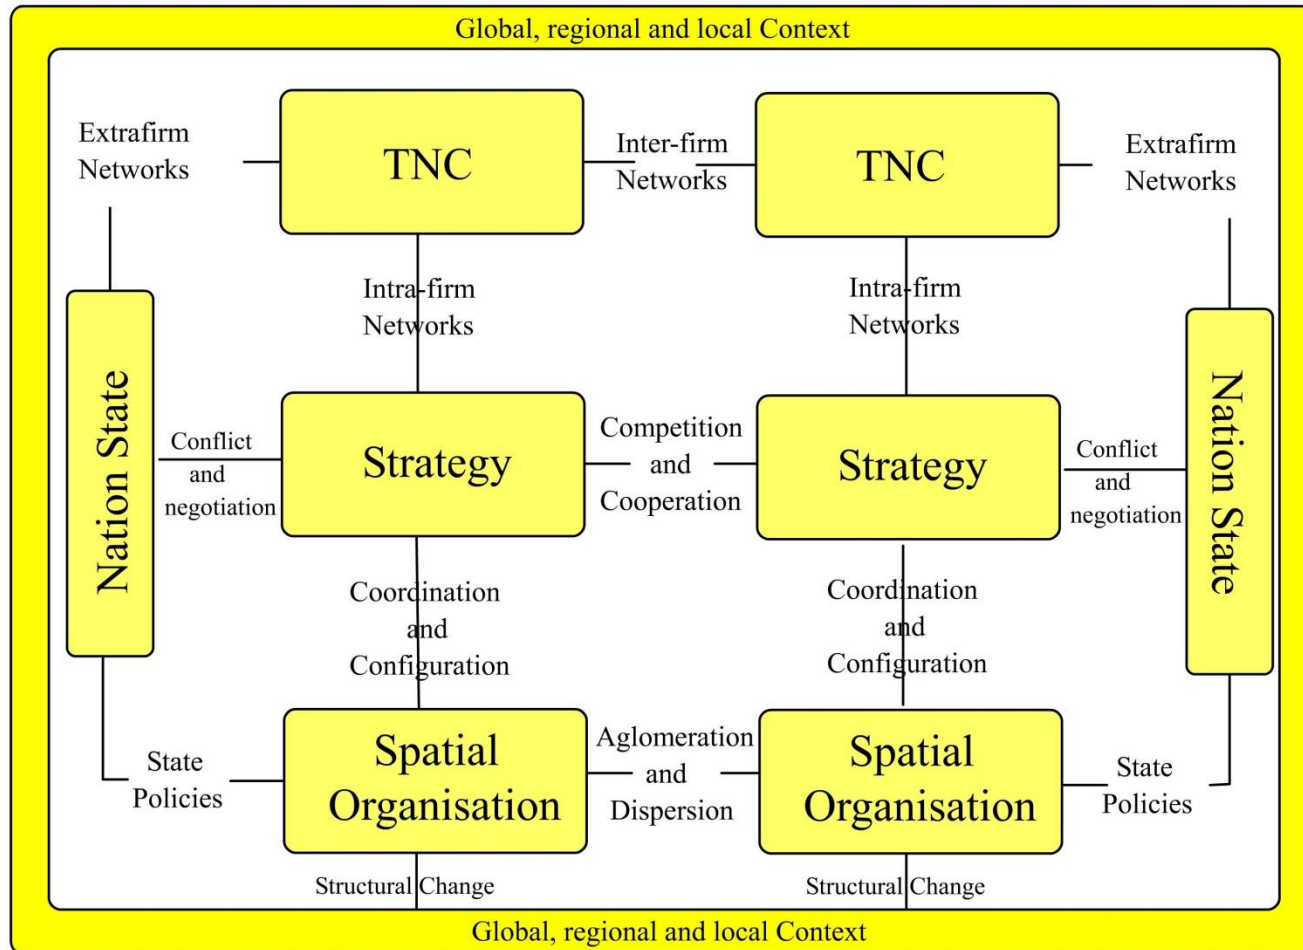 Global, regional and local Context
Extrafirm
Networks
TNC
Inter-firm
Networks
TNC
Extrafirm
Networks
Intra-firm
Networks
Intra-firm
Networks
Nation State
Conflict
and
negotiation
Strategy
Competition
and
Cooperation
Strategy
Conflict
and
negotiation
Nation State
Coordination
and
Configuration
Coordination
and
Configuration
State
Policies
Spatial
Organisation
Aglomeration
and
Dispersion
Spatial
Organisation
State
Policies
Structural Change
Structural Change
Global, regional and local Context